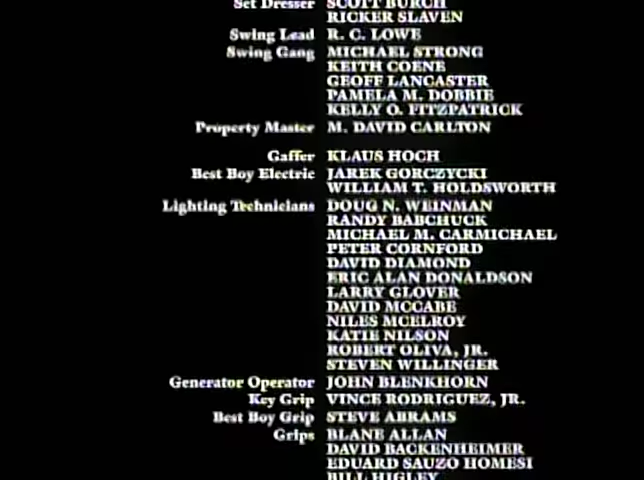 Set Dresser SCOTT BURCH
RICKER SLAVEN
Swing Lead R. C. LOWE
Swing Gang MICHAEL STRONG
KEITH COENE
GEOFF LANCASTER
PAMELA M. DOBBIE
KELLY O. FITZPATRICK
Property Master M. DAVID CARLTON
Gaffer KLAUS HOCH
Best Boy Electric JAREK GORCZYCKI
WILLIAM T. HOLDSWORTH
Lighting Technicians DOUG N. WEINMAN
RANDY BABCHUCK
MICHAEL M. CARMICHAEL
PETER CORNFORD
DAVID DIAMOND
ERIC ALAN DONALDSON
LARRY GLOVER
DAVID MCCABE
NILES MCELROY
KATIE NILSON
ROBERT OLIVA, JR.
STEVEN WILLINGER
Generator Operator JOHN BLENKHORN
Key Grip VINCE RODRIGUEZ, JR.
Best Boy Grip STEVE ABRAMS
Grips BLANE ALLAN
DAVID BACKENHEIMER
EDUARD SAUZO HOMESI
BILL HIGLEY